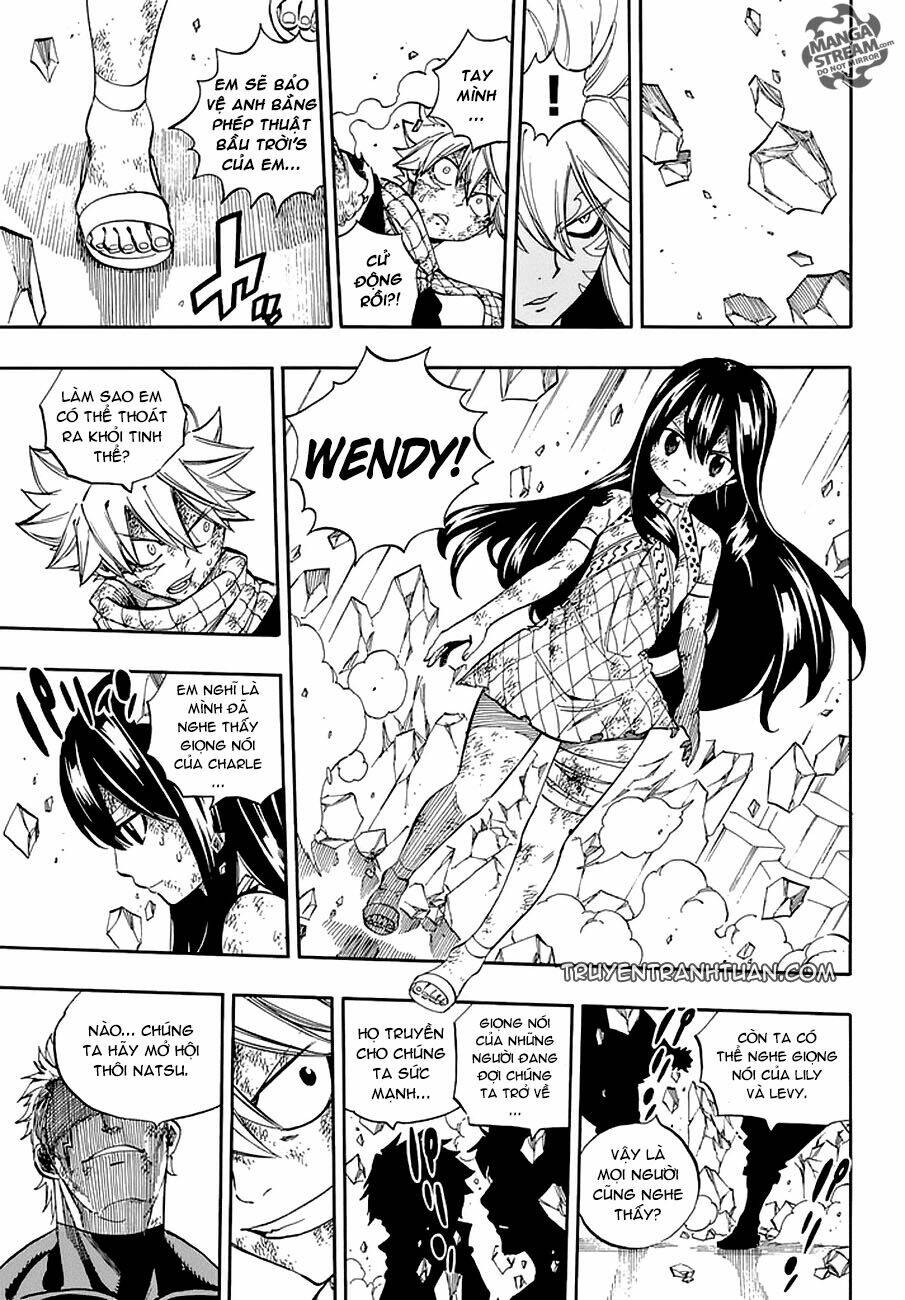 MANGA
STREAM.com
DO NOT MIRROR
!
TAY
MÌNH
...
CỬ
ĐỘNG
RỒI?!
EM SẼ BẢO
VỆ ANH BẰNG
PHÉP THUẬT
BẦU TRỜI'S
CỦA EM...
WENDY!
LÀM SAO EM
CÓ THỂ THOÁT
RA KHỎI TINH
THỂ?
EM NGHĨ LÀ
MÌNH ĐÃ
NGHE THẤY
GIỌNG NÓI
CỦA CHARLE
...
TRUYENTRANHTUAN.COM
CÒN TA CÓ
THỂ NGHE GIỌNG
NÓI CỦA LILY
VÀ LEVY.
VẬY LÀ
MỌI NGƯỜI
CŨNG NGHE
THẤY?
GIỌNG NÓI
CỦA NHỮNG
NGƯỜI ĐANG
ĐỢI CHÚNG
TA TRỞ VỀ
...
HỌ TRUYỀN
CHO CHÚNG
TA SỨC
MẠNH...
NÀO... CHÚNG
TA HÃY MỞ HỘI
THÔI NATSU.